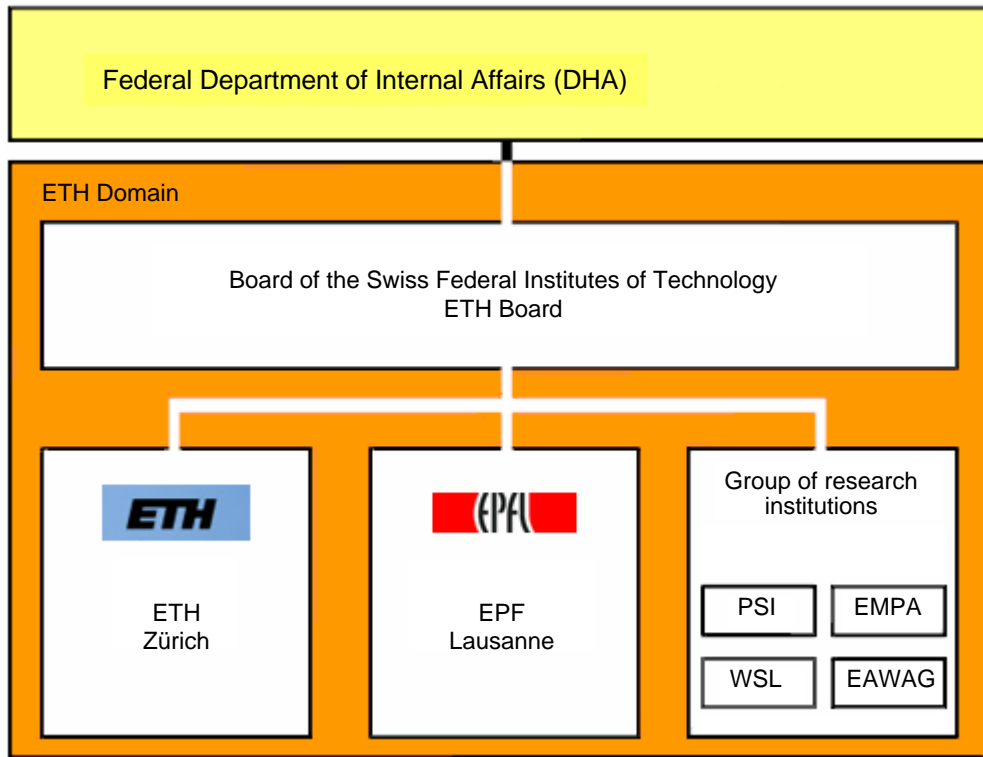 Federal Department of Internal Affairs (DHA)
ETH Domain
Board of the Swiss Federal Institutes of Technology
ETH Board
ETH
ETH
Zürich
EPFL
EPF
Lausanne
Group of research
institutions
PSI
EMPA
WSL
EAWAG